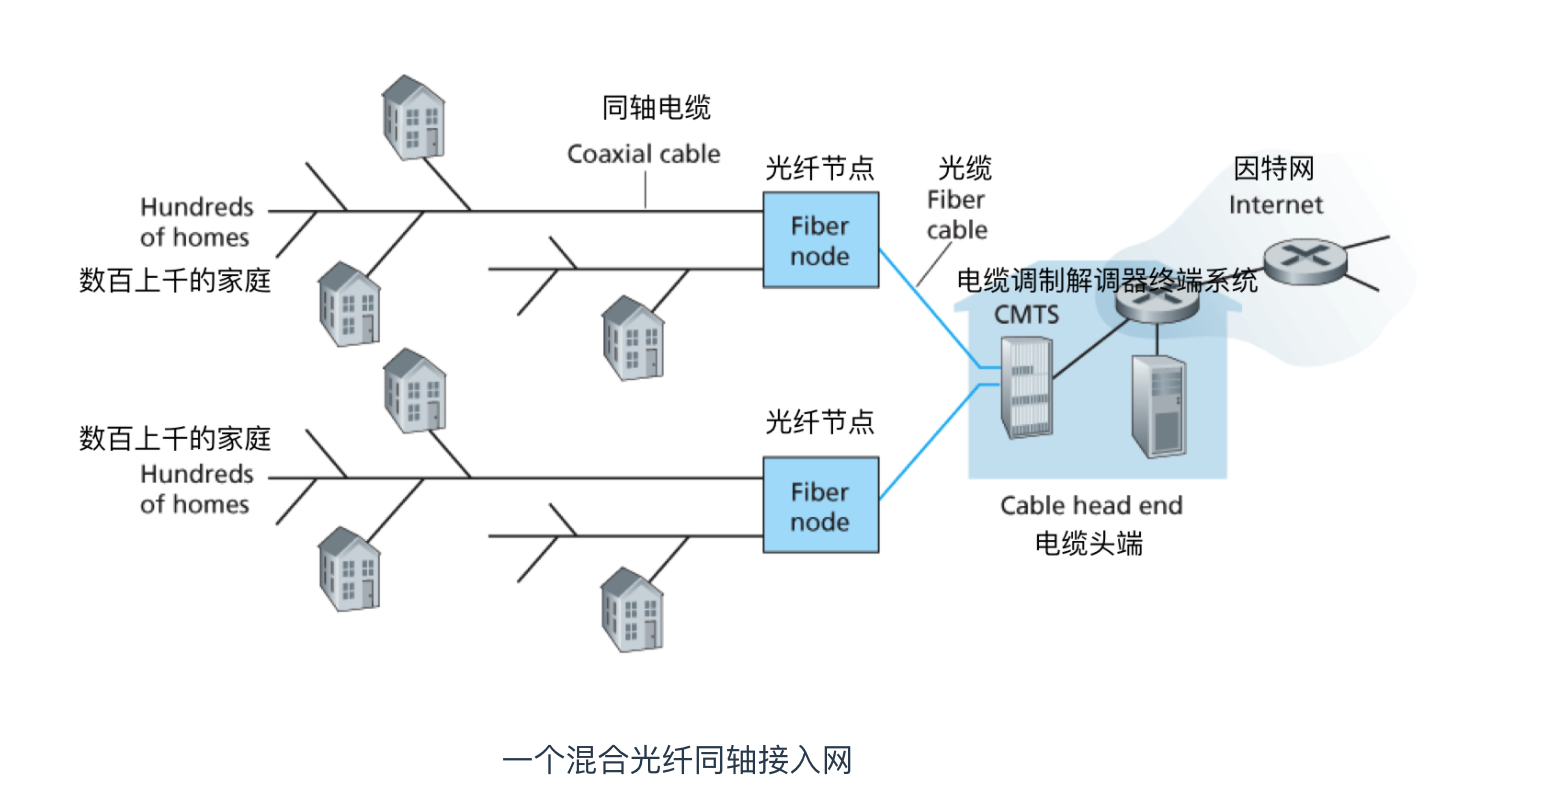 同轴电缆
Coaxial cable
光纤节点
光缆
因特网
Hundreds
of homes
数百上千的家庭
Fiber
node
Fiber
cable
Internet
电缆调制解调器终端系统
CMTS
数百上千的家庭
Hundreds
of homes
光纤节点
Fiber
node
Cable head end
电缆头端
一个混合光纤同轴接入网